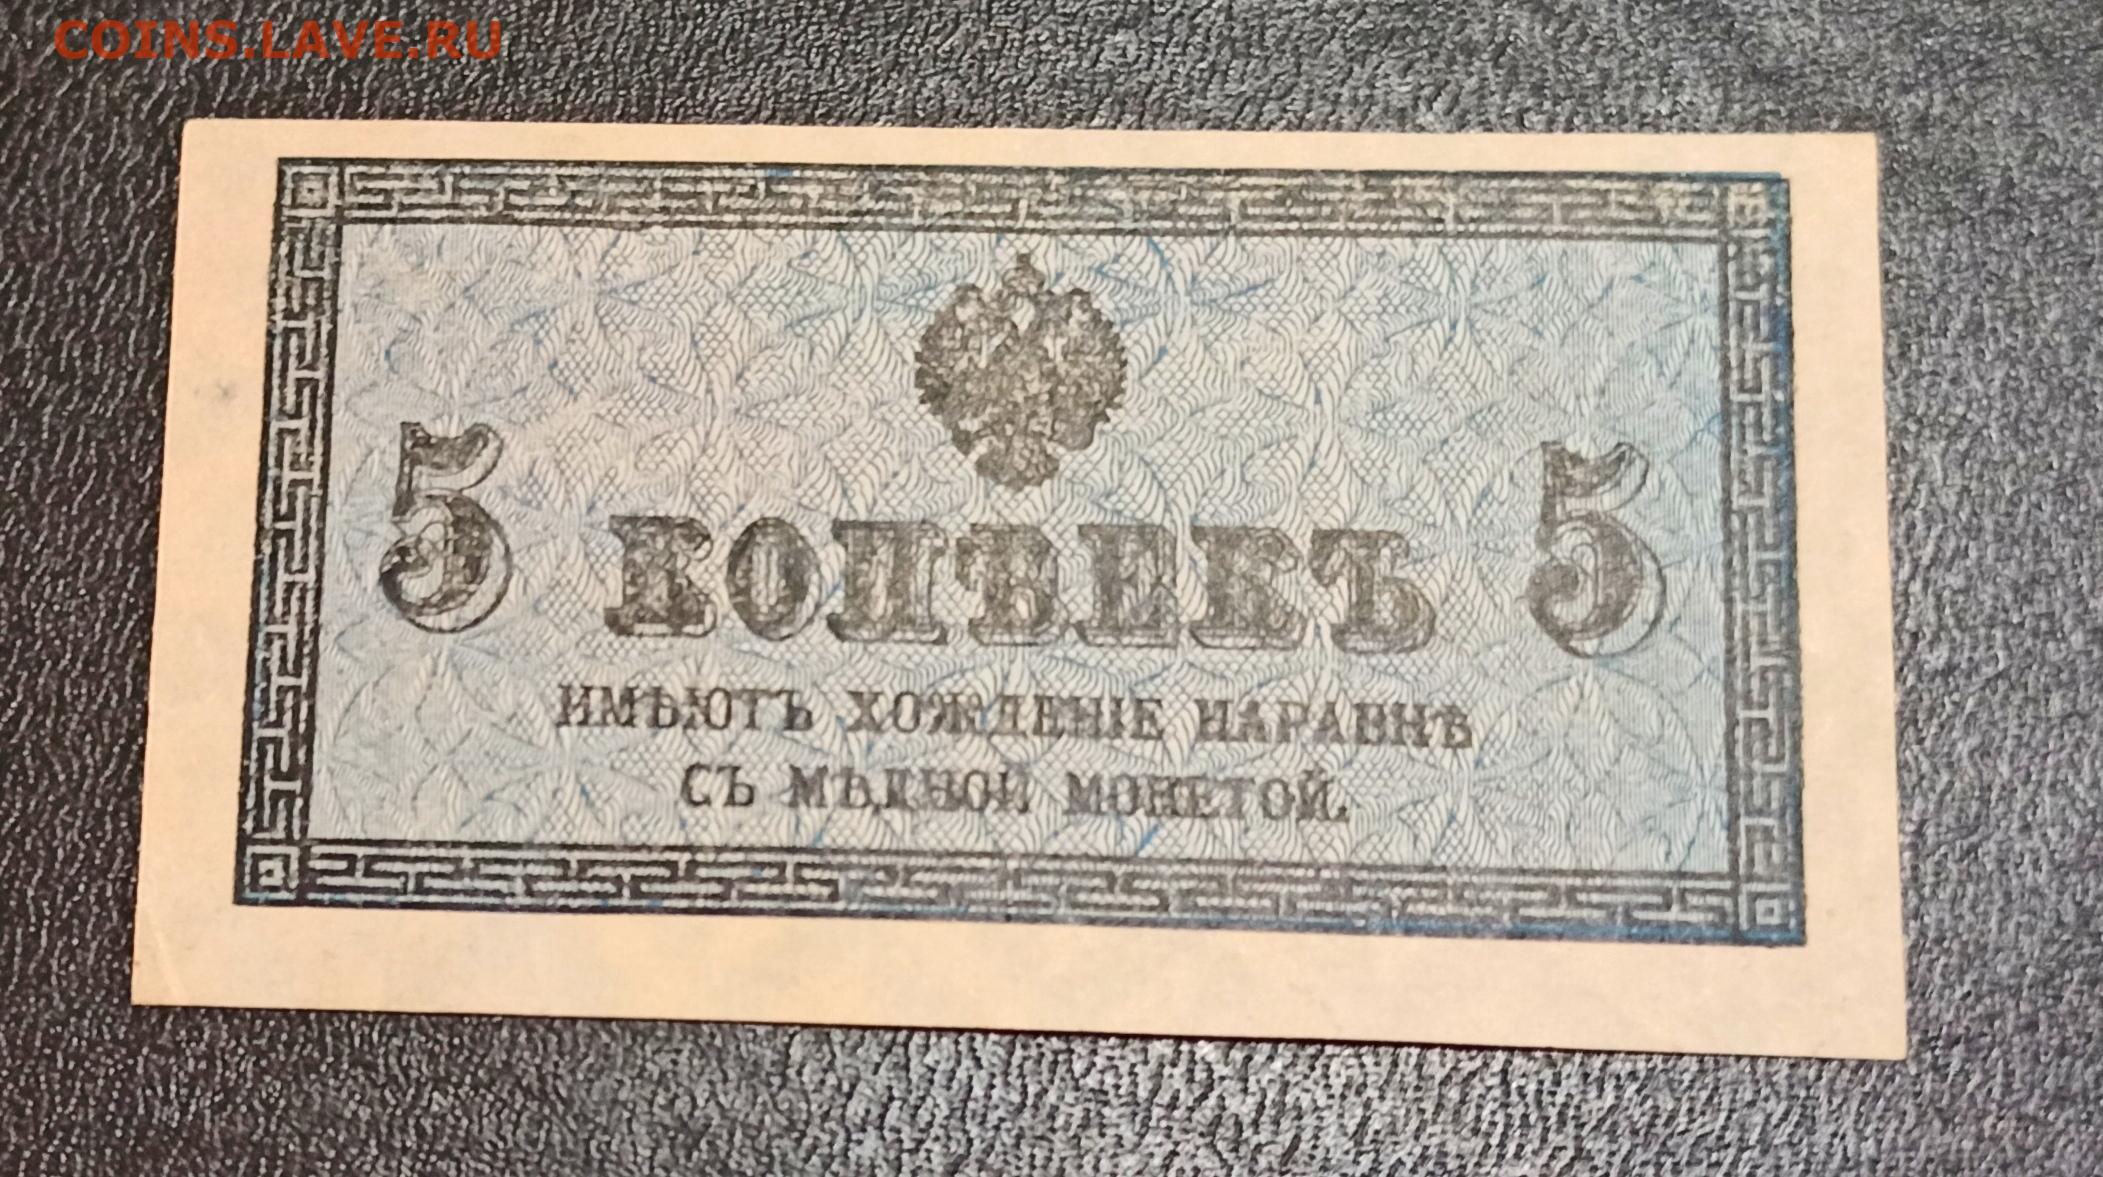 COINS.LAVE.RU
5 КОПѢЕКЪ 5
ИМѢЮТЪ ХОЖДЕНІЕ НАРАВНѢ
СЪ МѢДНОЙ МОНЕТОЙ.